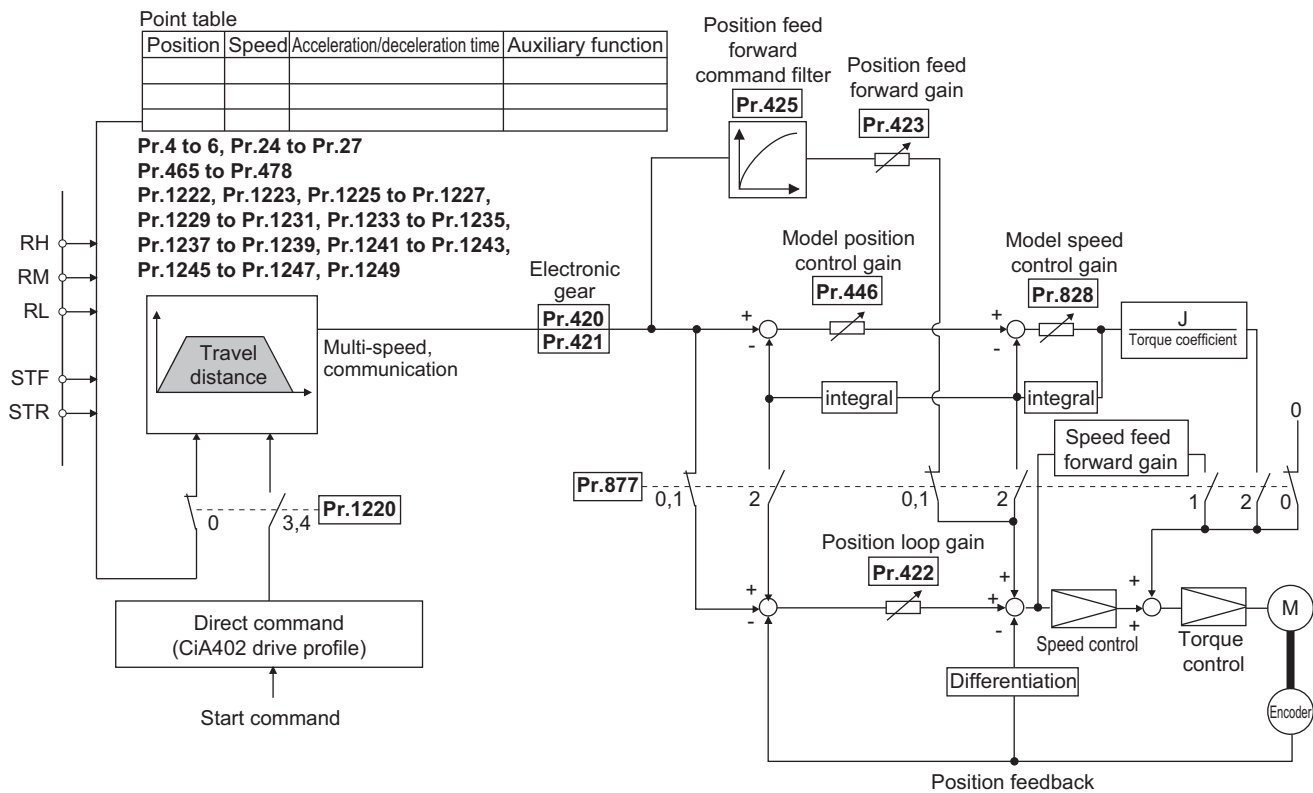 Point table
Position Speed Acceleration/deceleration time Auxiliary function
Pr.4 to 6, Pr.24 to Pr.27
Pr.465 to Pr.478
Pr.1222, Pr.1223, Pr.1225 to Pr.1227,
Pr.1229 to Pr.1231, Pr.1233 to Pr.1235,
Pr.1237 to Pr.1239, Pr.1241 to Pr.1243,
Pr.1245 to Pr.1247, Pr.1249
RH
RM
RL
STF
STR
Travel
distance
Multi-speed,
communication
0
3,4
Pr.1220
Direct command
(CiA402 drive profile)
Start command
Electronic
gear
Pr.420
Pr.421
Position feed
forward
command filter
Pr.425
Position feed
forward gain
Pr.423
Model position
control gain
Pr.446
Model speed
control gain
Pr.828
J
Torque coefficient
+
-
+
-
integral
integral
Speed feed
forward gain
0
Pr.877
0,1
2
0,1
2
1
2
0
Position loop gain
Pr.422
+
-
+
+
-
Speed control
+
+
Torque
control
M
Differentiation
Encoder
Position feedback